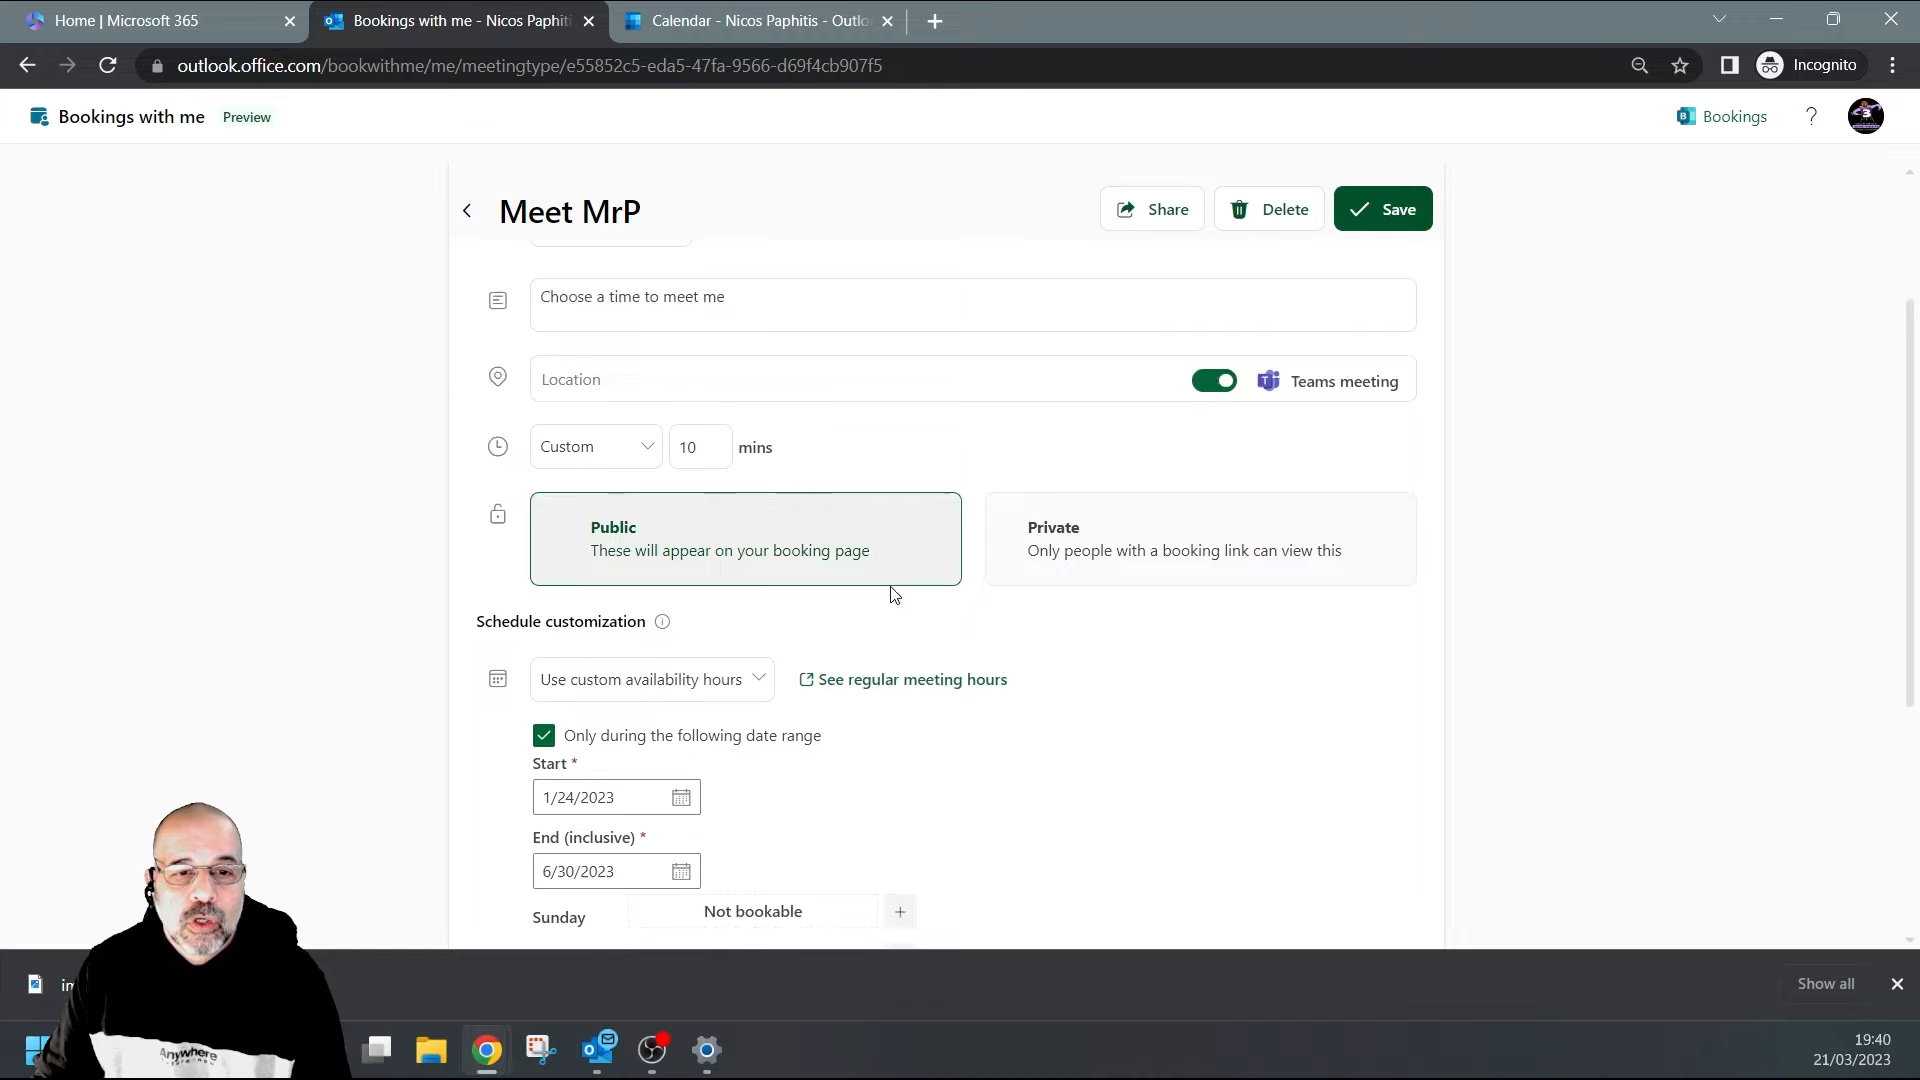 Home | Microsoft 365
Bookings with me - Nicos Paphiti
Calendar - Nicos Paphitis - Outlo
outlook.office.com/bookwithme/me/meetingtype/e55852c5-eda5-47fa-9566-d69f4cb907f5
Incognito
Bookings with me Preview
Bookings
?
Meet MrP
Share
Delete
Save
Choose a time to meet me
Location
Teams meeting
Custom
10
mins
Public
These will appear on your booking page
Private
Only people with a booking link can view this
Schedule customization
Use custom availability hours
See regular meeting hours
Only during the following date range
Start *
1/24/2023
End (inclusive) *
6/30/2023
Sunday
Not bookable
+
Show all
Anywhere
19:40
21/03/2023